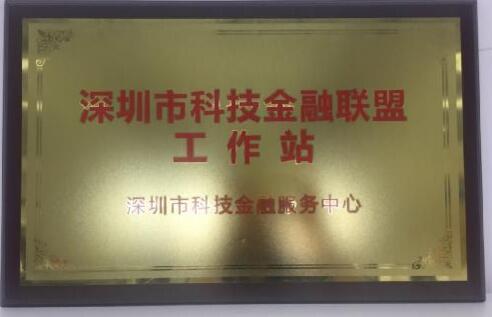 深圳市科技金融联盟
工作站
深圳市科技金融服务中心